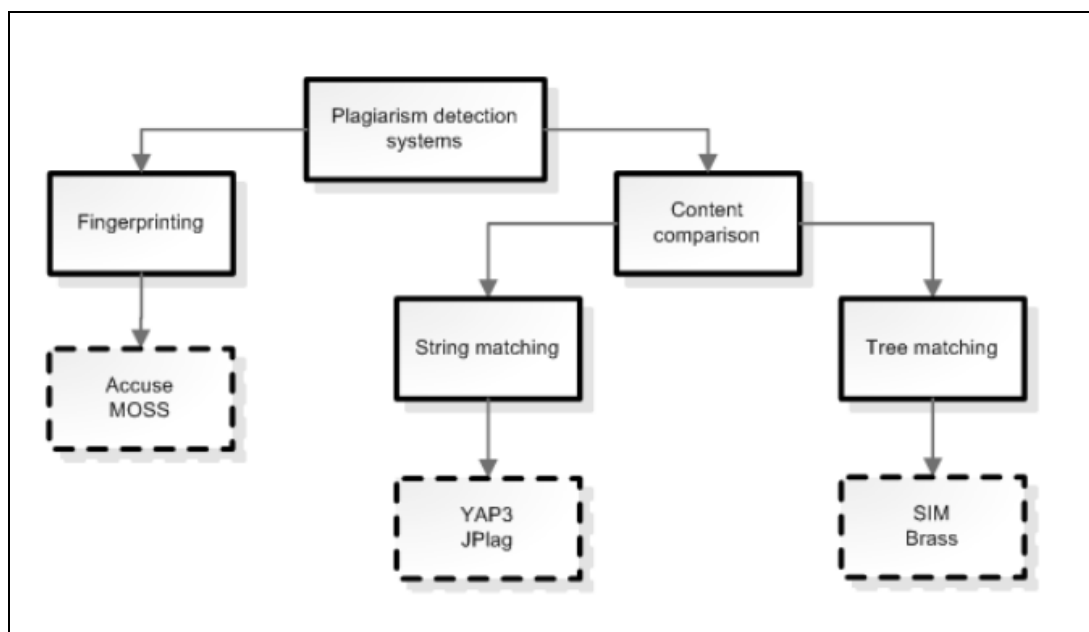 Plagiarism detection
systems
Fingerprinting
Content
comparison
String matching
Tree matching
Accuse
MOSS
YAP3
JPlag
SIM
Brass